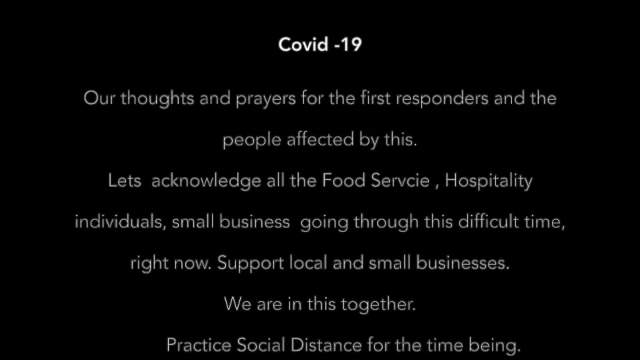 Covid -19
Our thoughts and prayers for the first responders and the
people affected by this.
Lets  acknowledge all the Food Servcie , Hospitality
individuals, small business  going through this difficult time,
right now. Support local and small businesses.
We are in this together.
Practice Social Distance for the time being.